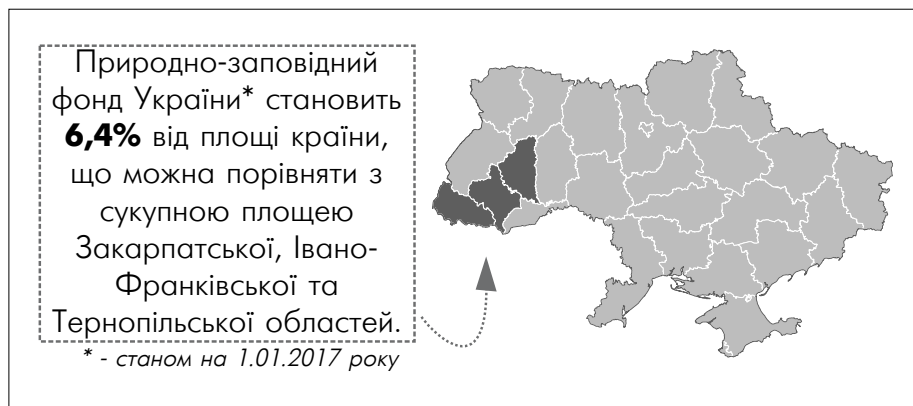 Природно-заповідний
фонд України* становить
6,4% від площі країни,
що можна порівняти з
сукупною площею
Закарпатської, Івано-
Франківської та
Тернопільської областей.
* - станом на 1.01.2017 року